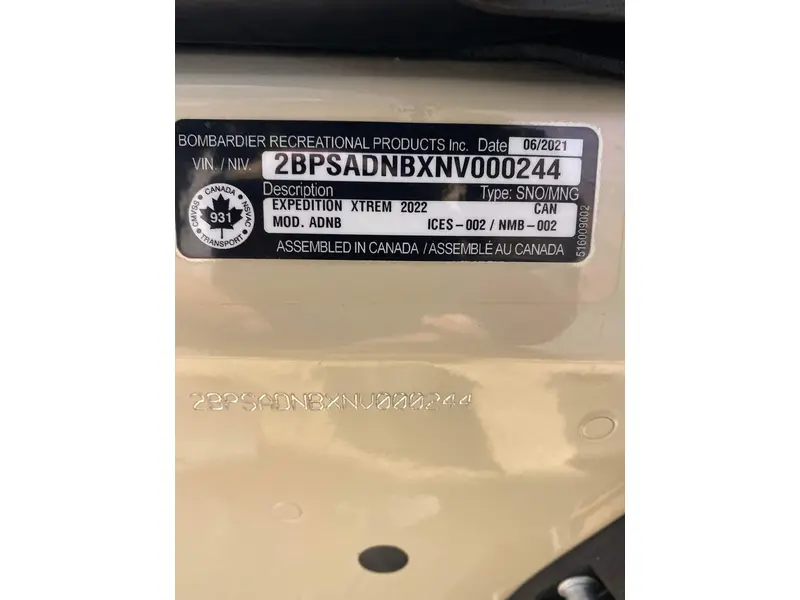 BOMBARDIER RECREATIONAL PRODUCTS Inc. Date 06/2021
VIN. / NIV. 2BPSADNBXNV000244
Description Type: SNO/MNG
EXPEDITION XTREM 2022 CAN
MOD. ADNB ICES-002 / NMB-002
CANADA
CMVSS 931 NSVAC
TRANSPORT
ASSEMBLED IN CANADA / ASSEMBLÉ AU CANADA
516009002
2BPSADNBXNV000244